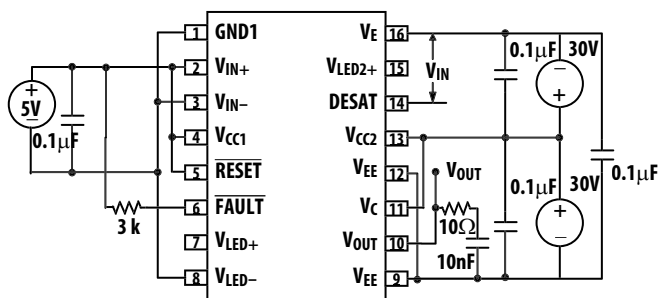 1 GND1
2 VIN+
3 VIN-
4 VCC1
5 RESET
6 FAULT
7 VLED+
8 VLED-
VE 16
VLED2+ 15
DESAT 14
VCC2 13
VEE 12
VC 11
VOUT 10
VEE 9
+
5V
−
0.1µF
3 k
VIN
VOUT
10Ω
10nF
0.1µF
30V
−
+
0.1µF
30V
+
−
0.1µF